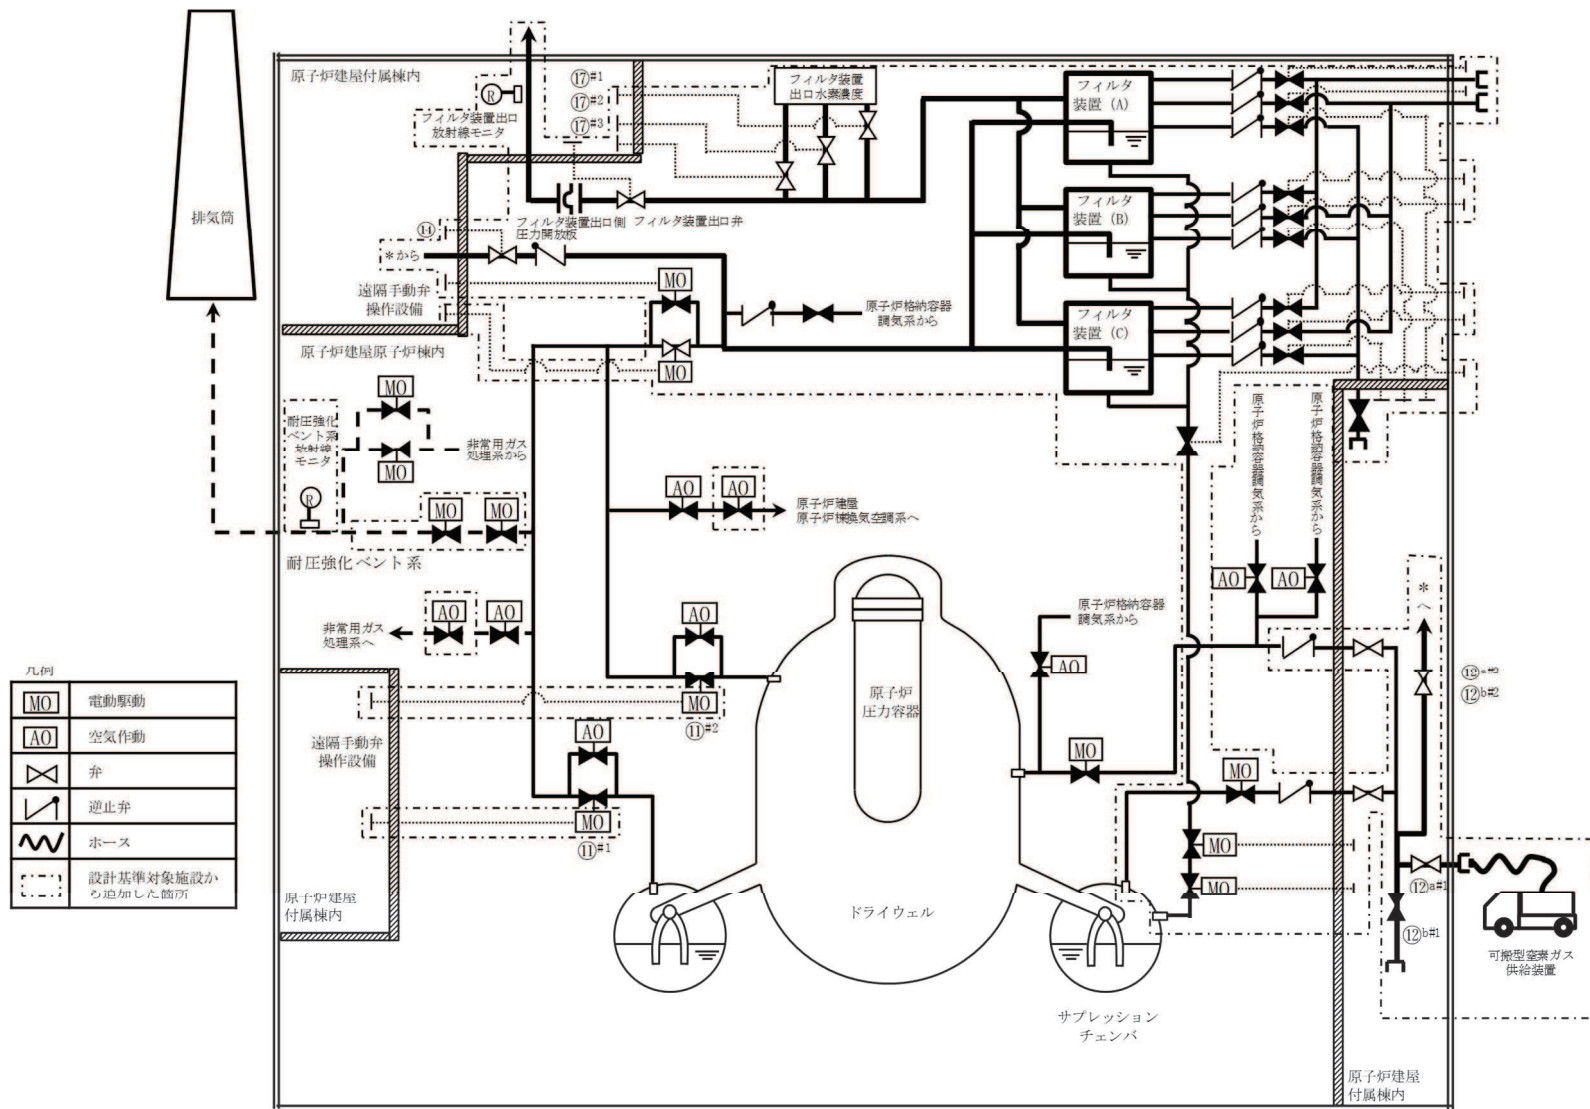 原子炉建屋付属棟内
R
フィルタ装置出口
放射線モニタ
⑰#1
⑰#2
⑰#3
フィルタ装置
出口水素濃度
フィルタ
装置 (A)
フィルタ
装置 (B)
フィルタ
装置 (C)
排気筒
フィルタ装置出口側
圧力開放板
フィルタ装置出口弁
⑭
*から
遠隔手動弁
操作設備
MO
MO
原子炉格納容器
調気系から
原子炉建屋原子炉棟内
MO
MO
耐圧強化
ベント系
放射線
モニタ
R
非常用ガス
処理系から
MO
MO
耐圧強化ベント系
AO
AO
原子炉建屋
原子炉棟換気空調系へ
原子炉格納容器調気系から
原子炉格納容器調気系から
AO
AO
AO
AO
非常用ガス
処理系へ
AO
MO
⑪#2
原子炉
圧力容器
原子炉格納容器
調気系から
AO
MO
MO
*へ
⑫b#2
凡例
MO
電動駆動
AO
空気作動
弁
逆止弁
ホース
設計基準対象施設か
ら追加した箇所
遠隔手動弁
操作設備
AO
MO
⑪#1
原子炉建屋
付属棟内
ドライウェル
MO
MO
⑫a#1
⑫b#1
可搬型窒素ガス
供給装置
サプレッション
チェンバ
原子炉建屋
付属棟内